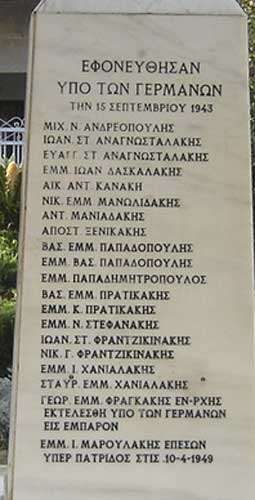 ΕΦΟΝΕΥΘΗΣΑΝ
ΥΠΟ ΤΩΝ ΓΕΡΜΑΝΩΝ
ΤΗΝ 15 ΣΕΠΤΕΜΒΡΙΟΥ 1943
ΜΙΧ. Ν. ΑΝΔΡΕΟΠΟΥΛΗΣ
ΙΩΑΝ. ΣΤ. ΑΝΑΓΝΩΣΤΑΛΑΚΗΣ
ΕΥΑΓΓ. ΣΤ. ΑΝΑΓΝΩΣΤΑΛΑΚΗΣ
ΕΜΜ. ΙΩΑΝ. ΔΑΣΚΑΛΑΚΗΣ
ΑΙΚ. ΑΝΤ. ΚΑΝΑΚΗ
ΝΙΚ. ΕΜΜ. ΜΑΝΩΛΙΔΑΚΗΣ
ΑΝΤ. ΜΑΝΙΑΔΑΚΗΣ
ΑΠΟΣΤ. ΞΕΝΙΚΑΚΗΣ
ΒΑΣ. ΕΜΜ. ΠΑΠΑΔΟΠΟΥΛΗΣ
ΕΜΜ. ΒΑΣ. ΠΑΠΑΔΟΠΟΥΛΗΣ
ΕΜΜ. ΠΑΠΑΔΗΜΗΤΡΟΠΟΥΛΟΣ
ΒΑΣ. ΕΜΜ. ΠΡΑΤΙΚΑΚΗΣ
ΕΜΜ. Κ. ΠΡΑΤΙΚΑΚΗΣ
ΕΜΜ. Ν. ΣΤΕΦΑΝΑΚΗΣ
ΙΩΑΝ. ΣΤ. ΦΡΑΝΤΖΙΚΙΝΑΚΗΣ
ΝΙΚ. Γ. ΦΡΑΝΤΖΙΚΙΝΑΚΗΣ
ΕΜΜ. Ι. ΧΑΝΙΑΛΑΚΗΣ
ΣΤΑΥΡ. ΕΜΜ. ΧΑΝΙΑΛΑΚΗΣ
ΓΕΩΡ. ΕΜΜ. ΦΡΑΓΚΑΚΗΣ ΕΝ-ΡΧΗΣ
ΕΚΤΕΛΕΣΘΗ ΥΠΟ ΤΩΝ ΓΕΡΜΑΝΩΝ
ΕΙΣ ΕΜΠΑΡΟΝ
ΕΜΜ. Ι. ΜΑΡΟΥΛΑΚΗΣ ΕΠΕΣΩΝ
ΥΠΕΡ ΠΑΤΡΙΔΟΣ ΣΤΙΣ 10-4-1949